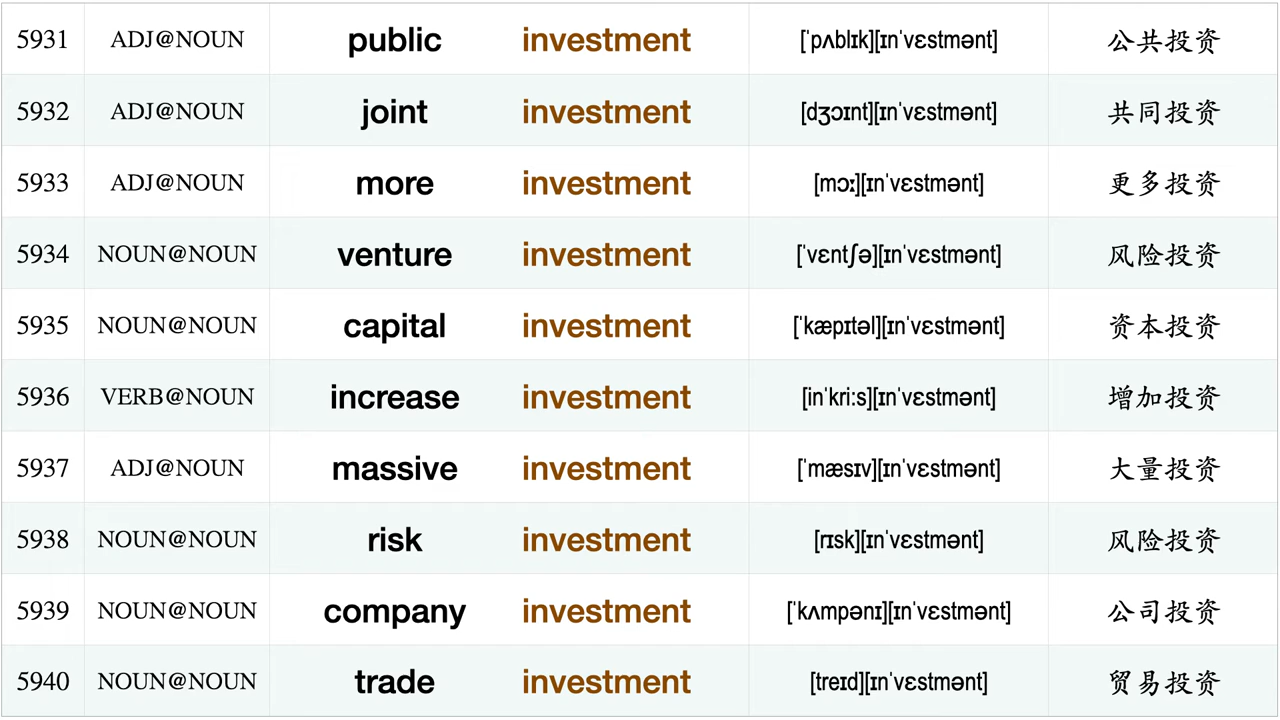 5931 ADJ@NOUN public investment [ˈpʌblɪk][ɪnˈvɛstmənt] 公共投资
5932 ADJ@NOUN joint investment [dʒɔɪnt][ɪnˈvɛstmənt] 共同投资
5933 ADJ@NOUN more investment [mɔː][ɪnˈvɛstmənt] 更多投资
5934 NOUN@NOUN venture investment [ˈvɛntʃə][ɪnˈvɛstmənt] 风险投资
5935 NOUN@NOUN capital investment [ˈkæpɪtəl][ɪnˈvɛstmənt] 资本投资
5936 VERB@NOUN increase investment [inˈkri:s][ɪnˈvɛstmənt] 增加投资
5937 ADJ@NOUN massive investment [ˈmæsɪv][ɪnˈvɛstmənt] 大量投资
5938 NOUN@NOUN risk investment [rɪsk][ɪnˈvɛstmənt] 风险投资
5939 NOUN@NOUN company investment [ˈkʌmpənɪ][ɪnˈvɛstmənt] 公司投资
5940 NOUN@NOUN trade investment [treɪd][ɪnˈvɛstmənt] 贸易投资